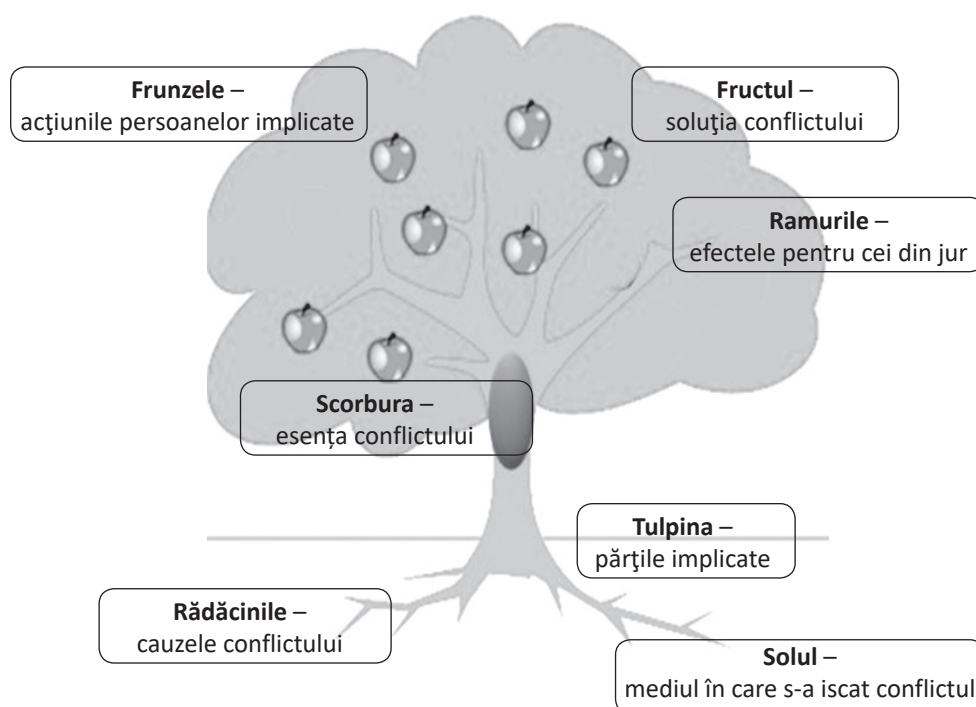 Frunzele –
acţiunile persoanelor implicate
Fructul –
soluţia conflictului
Ramurile –
efectele pentru cei din jur
Scorbura –
esența conflictului
Tulpina –
părţile implicate
Rădăcinile –
cauzele conflictului
Solul –
mediul în care s-a iscat conflictul